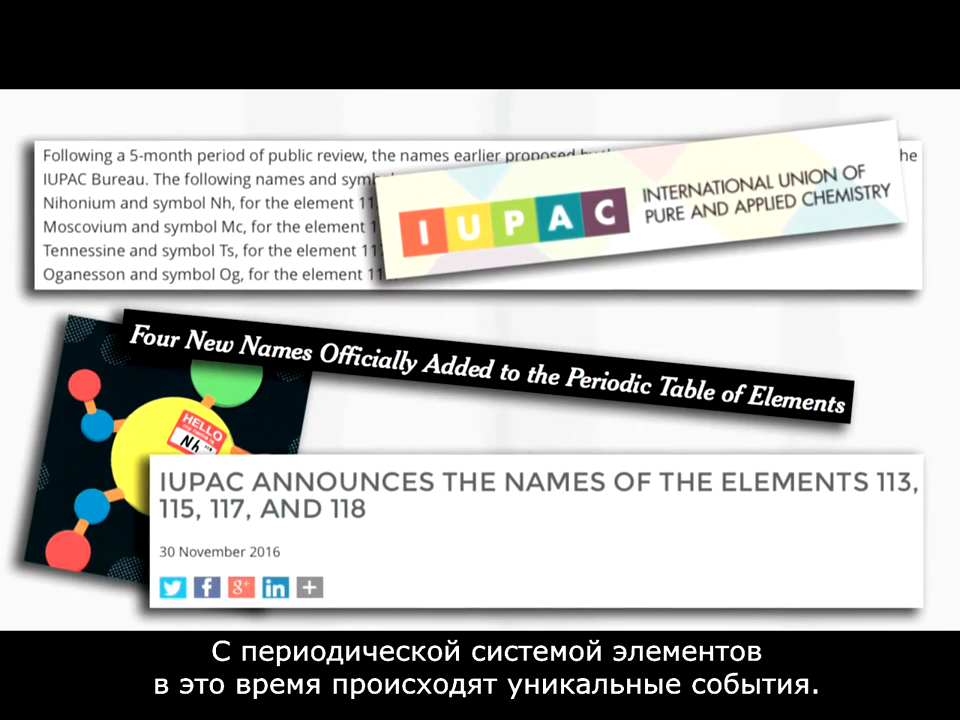 Following a 5-month period of public review, the names earlier proposed
IUPAC Bureau. The following names and
Nihonium and symbol Nh, for the element
Moscovium and symbol Mc, for the element
Tennessine and symbol Ts, for the element
Oganesson and symbol Og, for the element
IUPAC
INTERNATIONAL UNION OF
PURE AND APPLIED CHEMISTRY
Four New Names Officially Added to the Periodic Table of Elements
HELLO
my name is
Nh
IUPAC ANNOUNCES THE NAMES OF THE ELEMENTS 113,
115, 117, AND 118
30 November 2016
С периодической системой элементов
в это время происходят уникальные события.